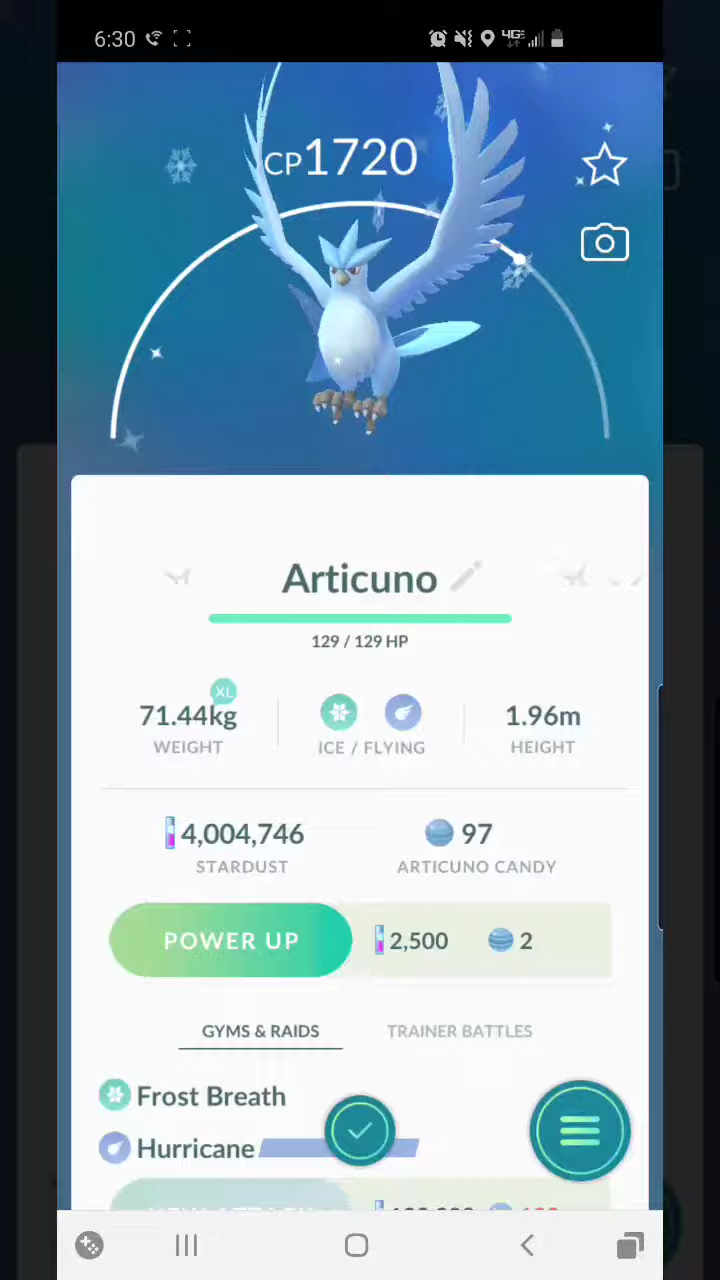 6:30
4GE
CP1720
Articuno
129 / 129 HP
XL
71.44kg
1.96m
WEIGHT
ICE / FLYING
HEIGHT
4,004,746
97
STARDUST
ARTICUNO CANDY
POWER UP
2,500
2
GYMS & RAIDS
TRAINER BATTLES
Frost Breath
Hurricane